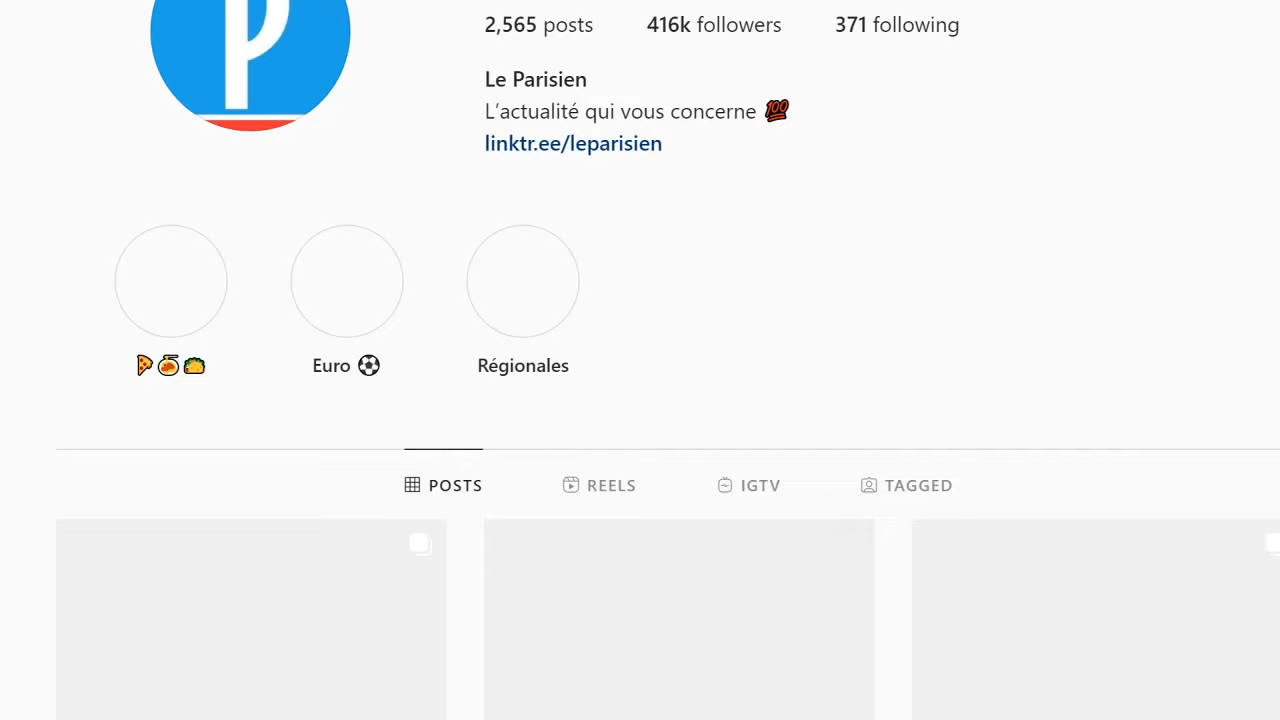 2,565 posts 416k followers 371 following
Le Parisien
L’actualité qui vous concerne 💯
linktr.ee/leparisien
🍕🍝🌮 Euro ⚽ Régionales
POSTS REELS IGTV TAGGED